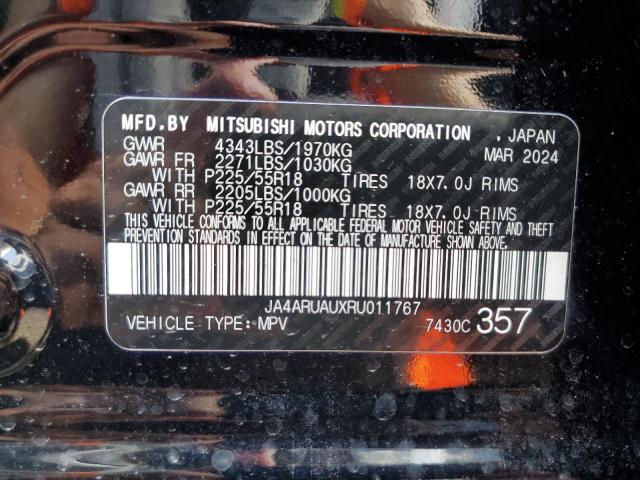 MFD.BY MITSUBISHI MOTORS CORPORATION . JAPAN
GVWR 4343LBS/1970KG MAR 2024
GAWR FR 2271LBS/1030KG
WITH P225/55R18 TIRES 18X7.0J RIMS
GAWR RR 2205LBS/1000KG
WITH P225/55R18 TIRES 18X7.0J RIMS
THIS VEHICLE CONFORMS TO ALL APPLICABLE FEDERAL MOTOR VEHICLE SAFETY AND THEFT
PREVENTION STANDARDS IN EFFECT ON THE DATE OF MANUFACTURE SHOWN ABOVE.
JA4ARUAUXRU011767
VEHICLE TYPE: MPV 7430C 357